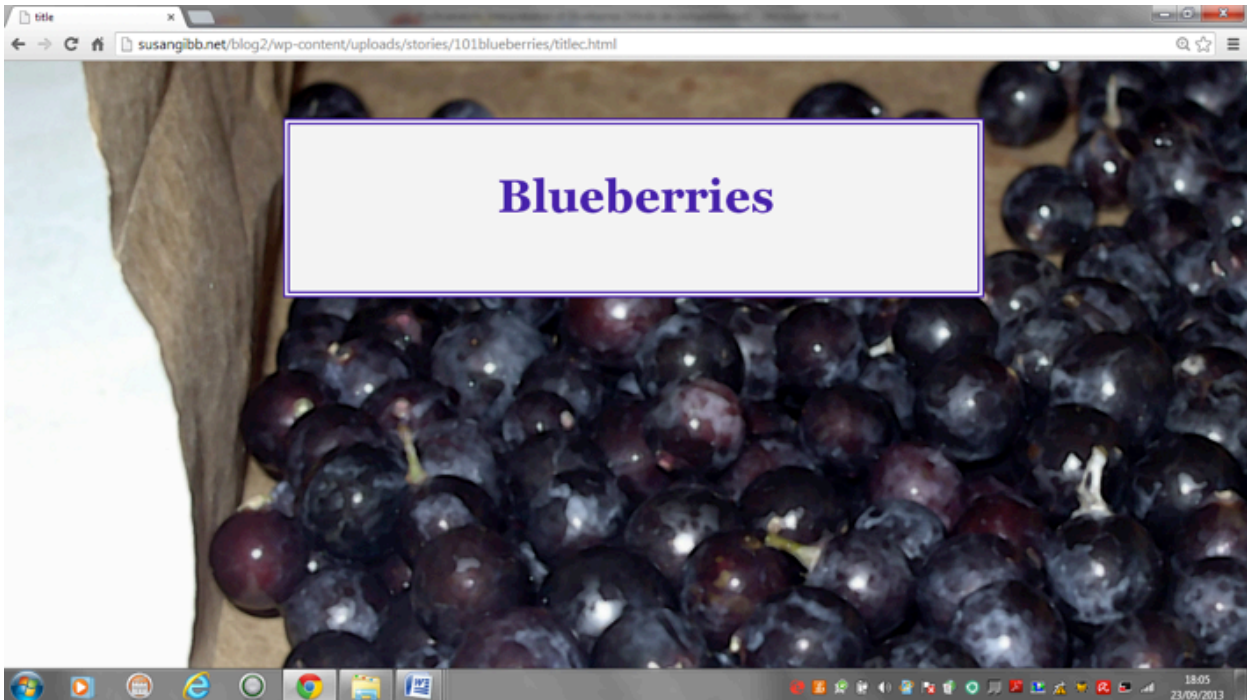 title
susangibb.net/blog2/wp-content/uploads/stories/101blueberries/titlec.html
Blueberries
18:05
23/09/2013